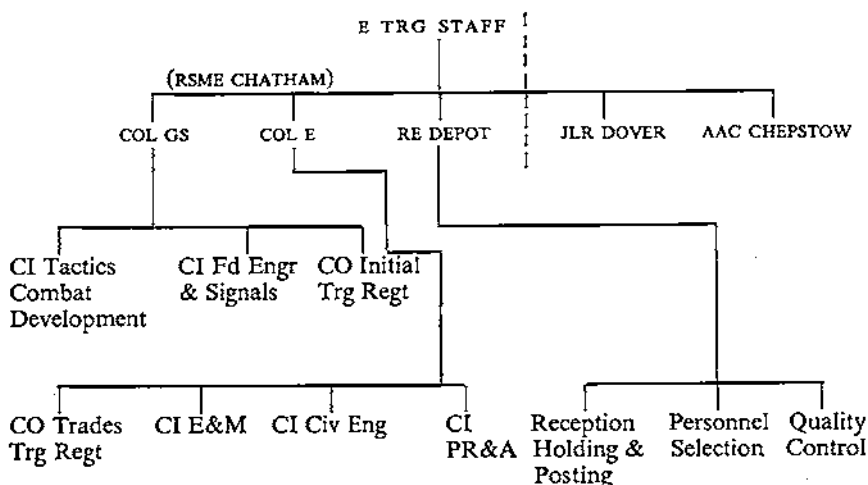 E TRG STAFF
(RSME CHATHAM)
COL GS
COL E
RE DEPOT
JLR DOVER
AAC CHEPSTOW
CI Tactics
Combat
Development
CI Fd Engr
& Signals
CO Initial
Trg Regt
CO Trades
Trg Regt
CI E&M
CI Civ Eng
CI
PR&A
Reception
Holding &
Posting
Personnel
Selection
Quality
Control